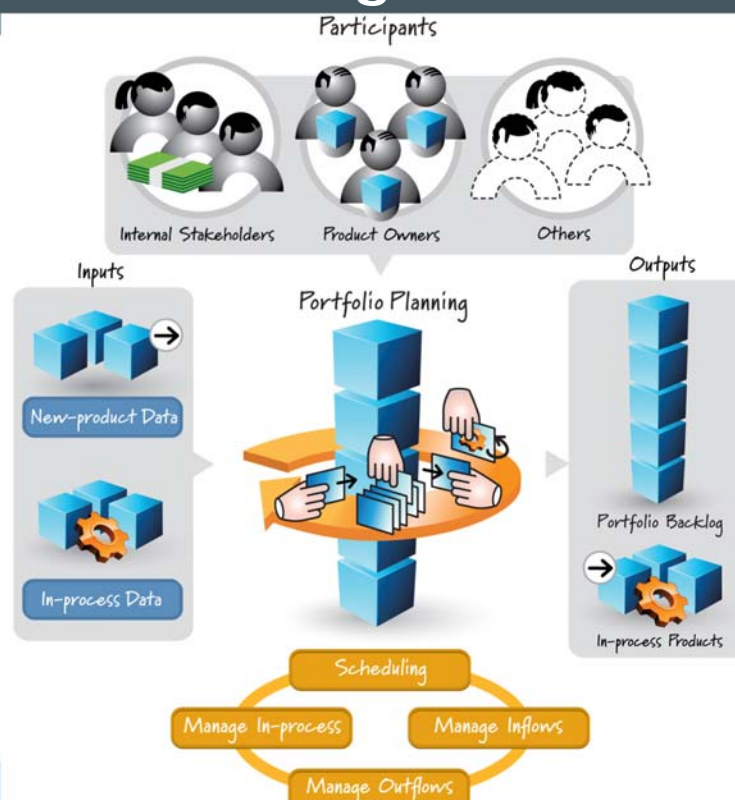 Participants
Internal Stakeholders
Product Owners
Others
Inputs
New-product Data
In-process Data
Portfolio Planning
Outputs
Portfolio Backlog
In-process Products
Scheduling
Manage In-process
Manage Inflows
Manage Outflows